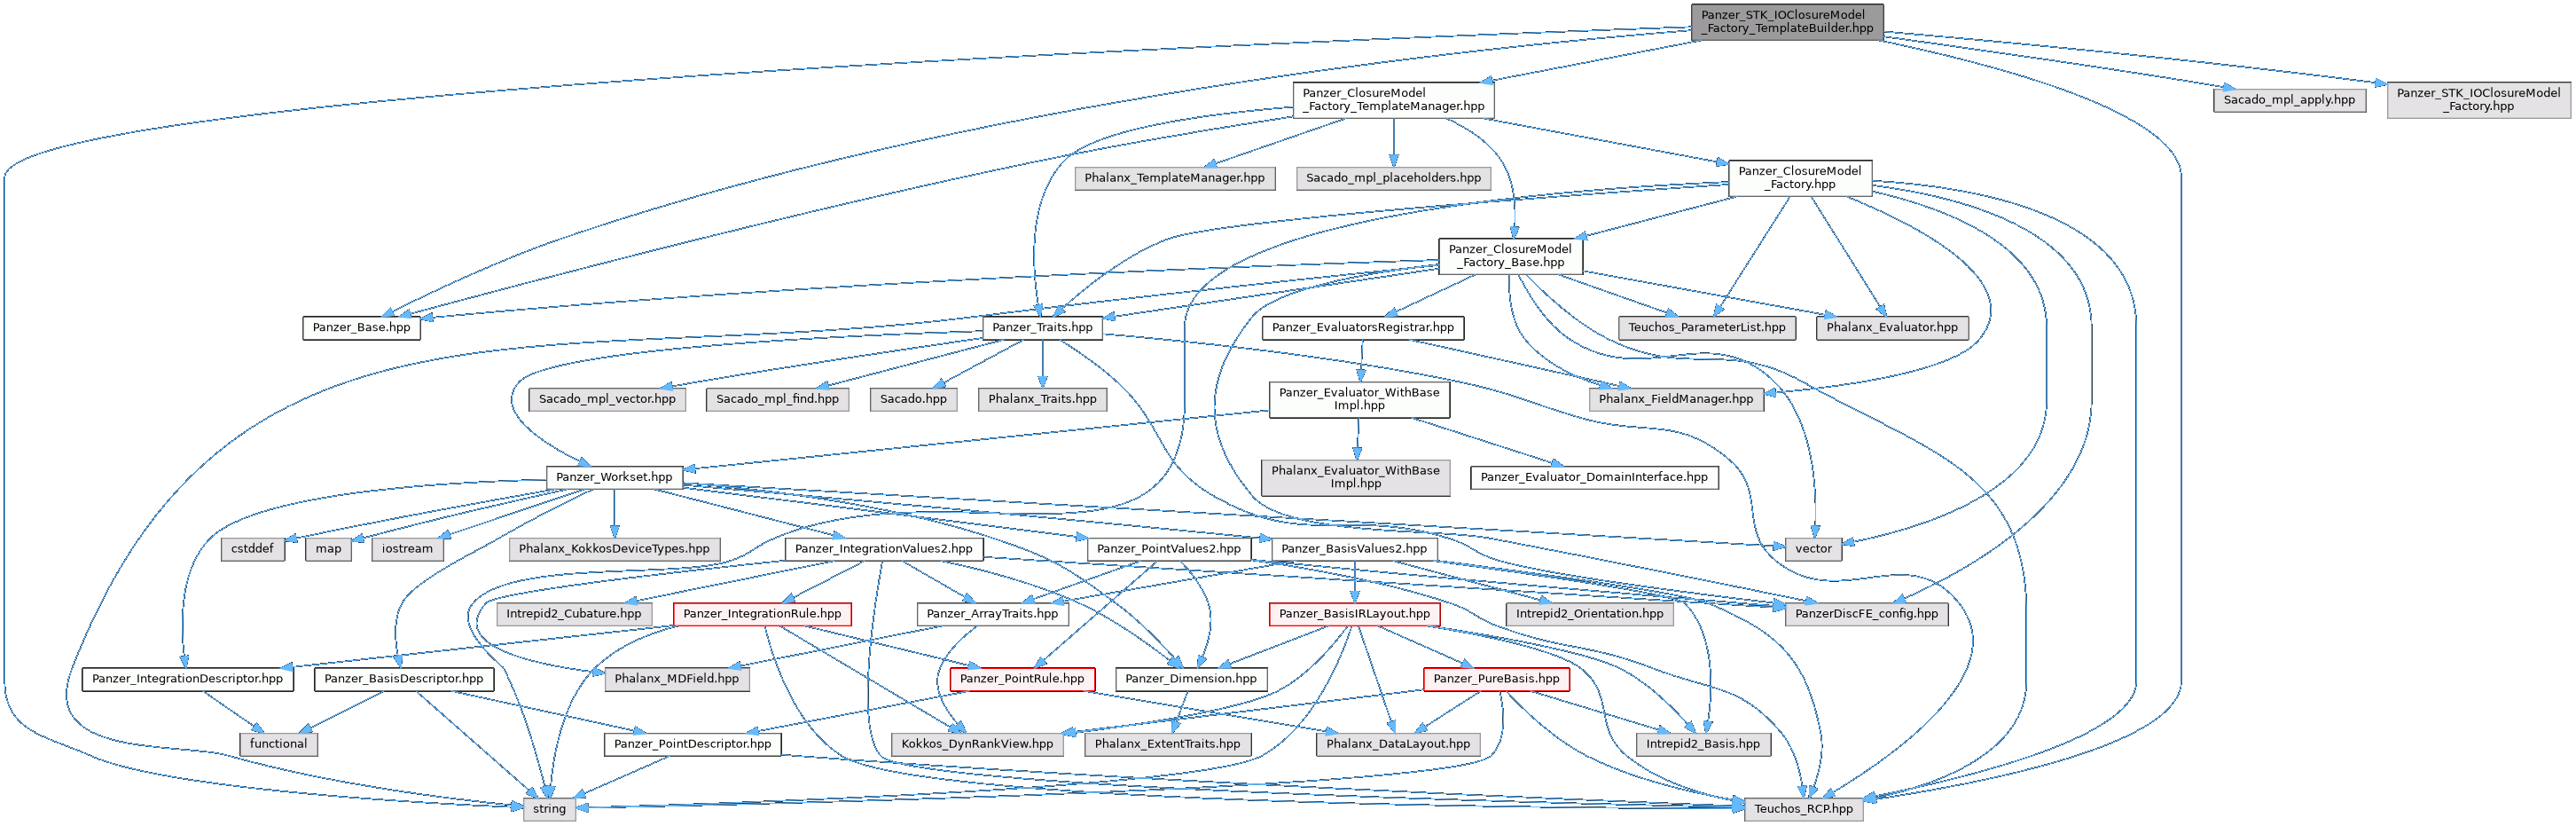 Panzer_STK_IOClosureModel
_Factory_TemplateBuilder.hpp
Panzer_ClosureModel
_Factory_TemplateManager.hpp
Sacado_mpl_apply.hpp
Panzer_STK_IOClosureModel
_Factory.hpp
Phalanx_TemplateManager.hpp
Sacado_mpl_placeholders.hpp
Panzer_ClosureModel
_Factory.hpp
Panzer_ClosureModel
_Factory_Base.hpp
Panzer_Base.hpp
Panzer_Traits.hpp
Panzer_EvaluatorsRegistrar.hpp
Teuchos_ParameterList.hpp
Phalanx_Evaluator.hpp
Sacado_mpl_vector.hpp
Sacado_mpl_find.hpp
Sacado.hpp
Phalanx_Traits.hpp
Panzer_Evaluator_WithBase
Impl.hpp
Phalanx_FieldManager.hpp
Panzer_Workset.hpp
Phalanx_Evaluator_WithBase
Impl.hpp
Panzer_Evaluator_DomainInterface.hpp
cstddef
map
iostream
Phalanx_KokkosDeviceTypes.hpp
Panzer_IntegrationValues2.hpp
Panzer_PointValues2.hpp
Panzer_BasisValues2.hpp
vector
Intrepid2_Cubature.hpp
Panzer_IntegrationRule.hpp
Panzer_ArrayTraits.hpp
Panzer_BasisIRLayout.hpp
Intrepid2_Orientation.hpp
PanzerDiscFE_config.hpp
Panzer_IntegrationDescriptor.hpp
Panzer_BasisDescriptor.hpp
Phalanx_MDField.hpp
Panzer_PointRule.hpp
Panzer_Dimension.hpp
Panzer_PureBasis.hpp
functional
Panzer_PointDescriptor.hpp
Kokkos_DynRankView.hpp
Phalanx_ExtentTraits.hpp
Phalanx_DataLayout.hpp
Intrepid2_Basis.hpp
string
Teuchos_RCP.hpp